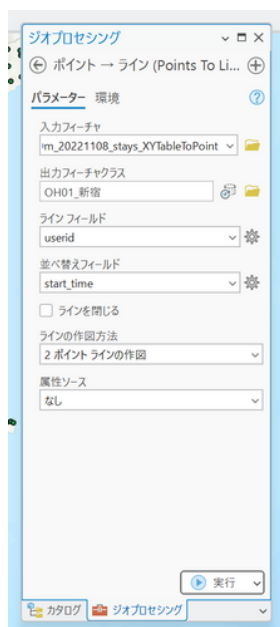 ジオプロセシング
ポイント → ライン (Points To Li...
パラメーター 環境
入力フィーチャ
m_20221108_stays_XYTableToPoint
出力フィーチャクラス
OH01_新宿
ライン フィールド
userid
並べ替えフィールド
start_time
ラインを閉じる
ラインの作図方法
2 ポイント ラインの作図
属性ソース
なし
実行
カタログ ジオプロセシング